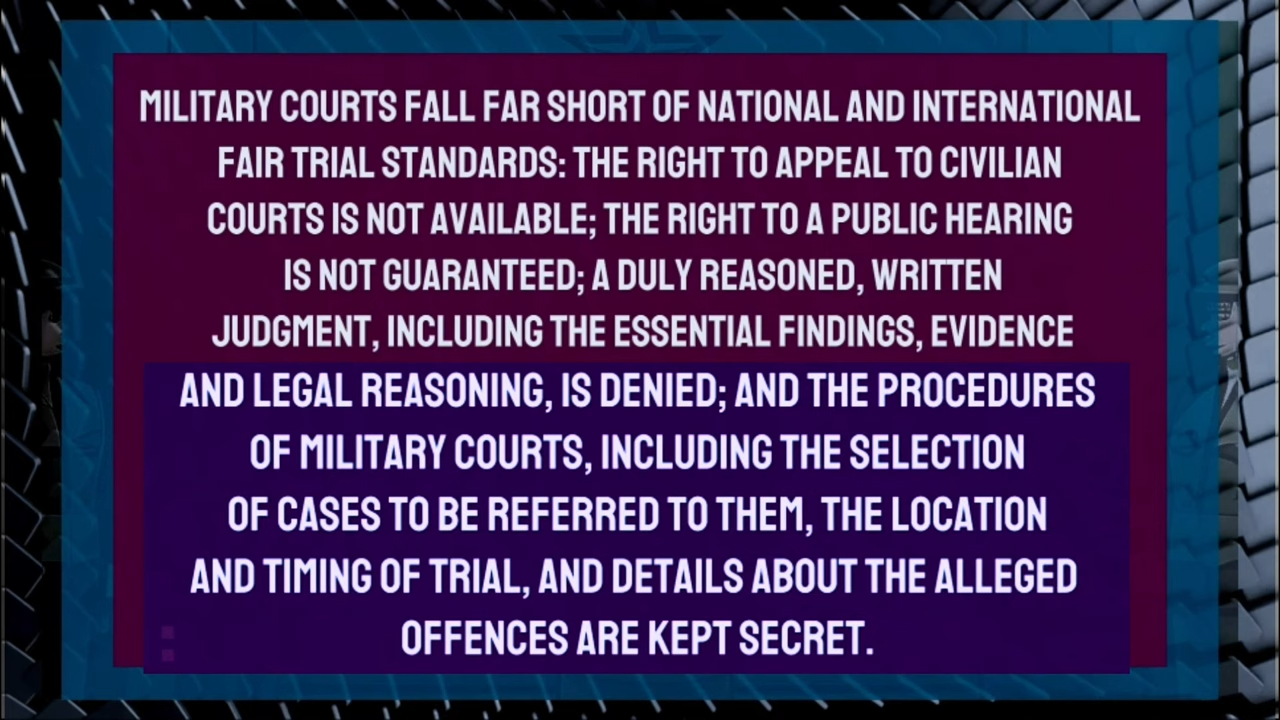 MILITARY COURTS FALL FAR SHORT OF NATIONAL AND INTERNATIONAL
FAIR TRIAL STANDARDS: THE RIGHT TO APPEAL TO CIVILIAN
COURTS IS NOT AVAILABLE; THE RIGHT TO A PUBLIC HEARING
IS NOT GUARANTEED; A DULY REASONED, WRITTEN
JUDGMENT, INCLUDING THE ESSENTIAL FINDINGS, EVIDENCE
AND LEGAL REASONING, IS DENIED; AND THE PROCEDURES
OF MILITARY COURTS, INCLUDING THE SELECTION
OF CASES TO BE REFERRED TO THEM, THE LOCATION
AND TIMING OF TRIAL, AND DETAILS ABOUT THE ALLEGED
OFFENCES ARE KEPT SECRET.